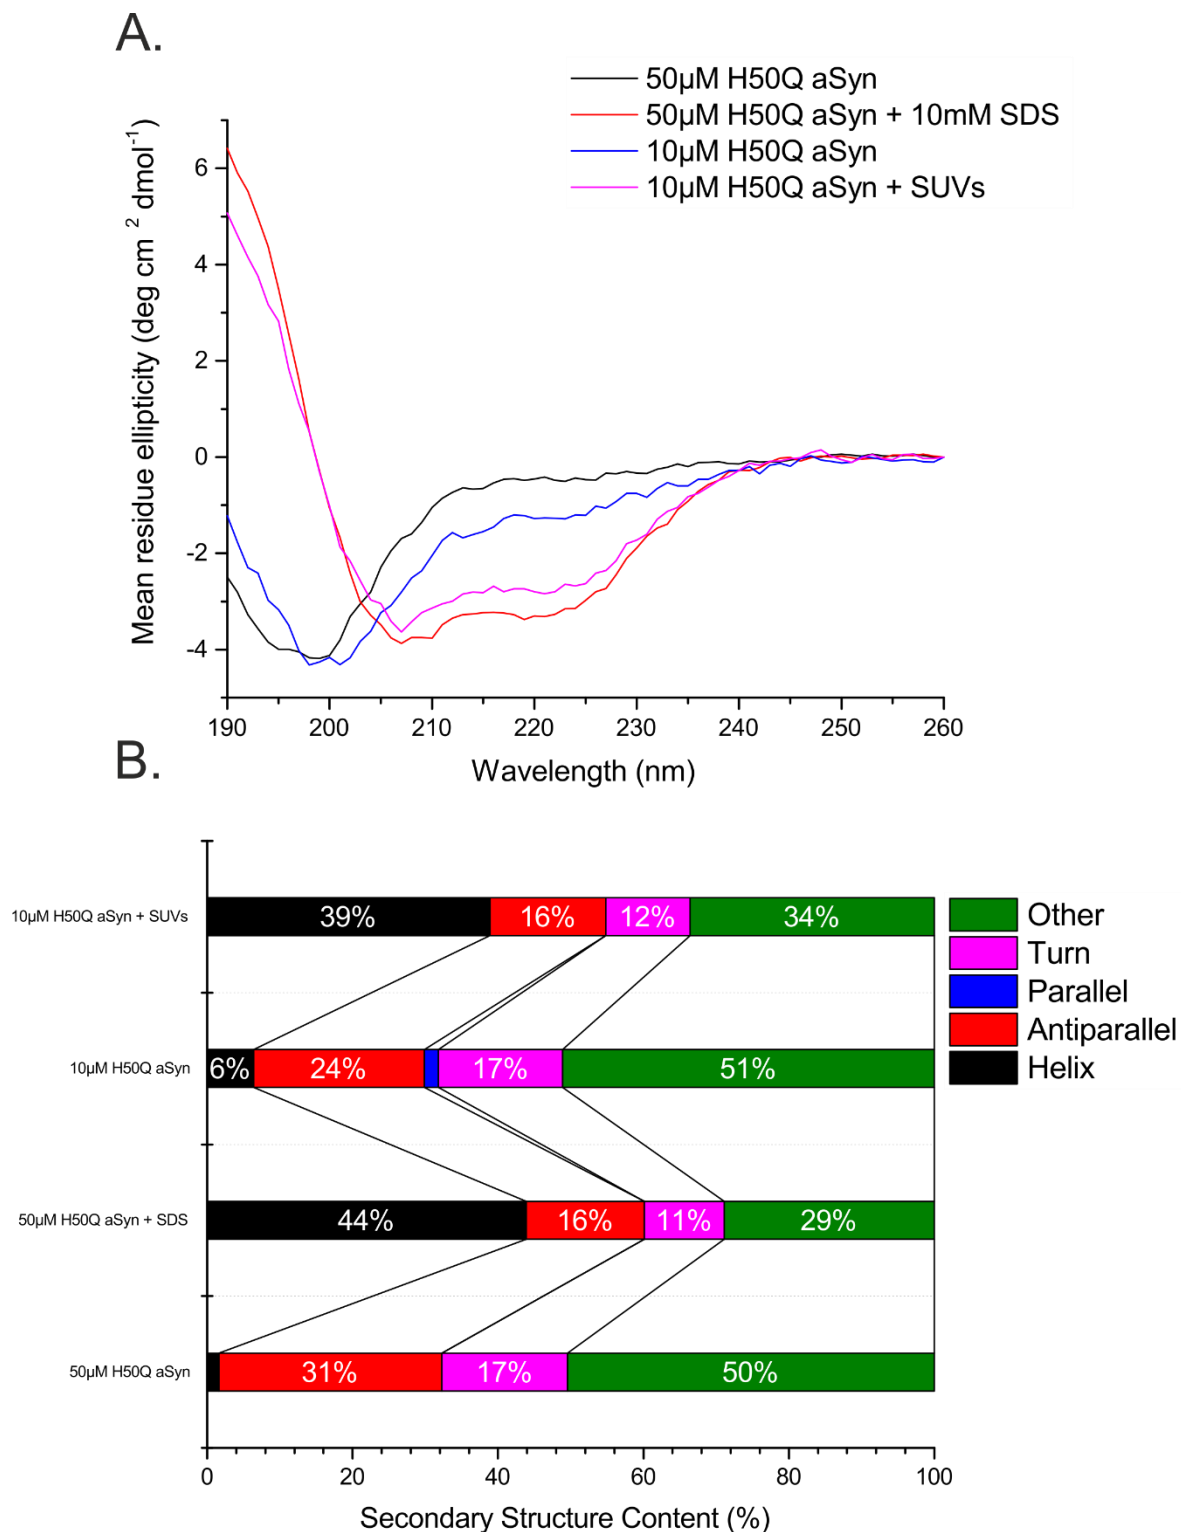 A.
50µM H50Q aSyn
50µM H50Q aSyn + 10mM SDS
10µM H50Q aSyn
10µM H50Q aSyn + SUVs
Mean residue ellipticity (deg cm 2 dmol-1)
6
4
2
0
-2
-4
190 200 210 220 230 240 250 260
Wavelength (nm)
B.
10µM H50Q aSyn + SUVs
39% 16% 12% 34%
10µM H50Q aSyn
6% 24% 17% 51%
50µM H50Q aSyn + SDS
44% 16% 11% 29%
50µM H50Q aSyn
31% 17% 50%
Other
Turn
Parallel
Antiparallel
Helix
0 20 40 60 80 100
Secondary Structure Content (%)